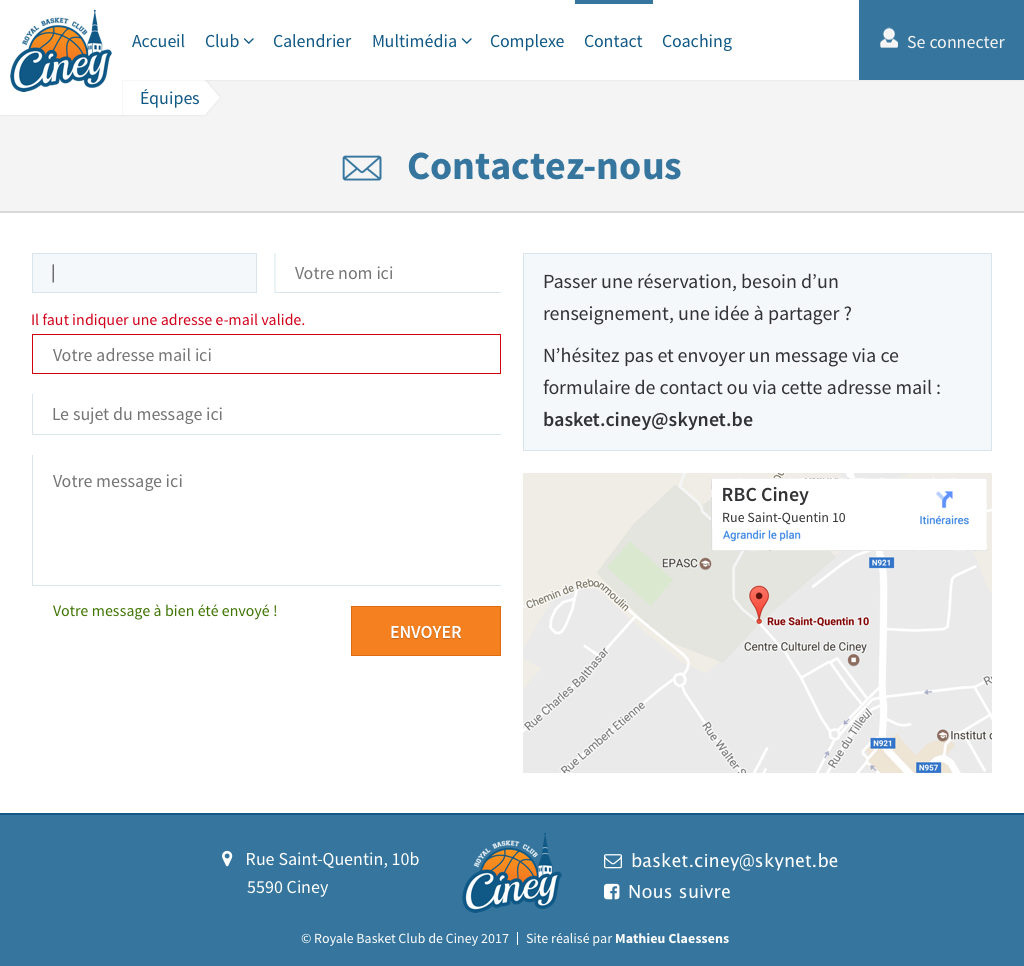 ROYAL BASKET CLUB
Ciney
Accueil
Club
Calendrier
Multimédia
Complexe
Contact
Coaching
Se connecter
Équipes
Contactez-nous
Votre nom ici
Il faut indiquer une adresse e-mail valide.
Votre adresse mail ici
Le sujet du message ici
Votre message ici
Votre message à bien été envoyé !
ENVOYER
Passer une réservation, besoin d’un
renseignement, une idée à partager ?
N’hésitez pas et envoyer un message via ce
formulaire de contact ou via cette adresse mail :
basket.ciney@skynet.be
RBC Ciney
Rue Saint-Quentin 10
Agrandir le plan
Itinéraires
N921
EPASC
Chemin de Rebonmoulin
Rue Saint-Quentin 10
Centre Culturel de Ciney
Rue Charles Balthasar
Rue Lambert Etienne
Rue Walter S
Rue du Tilleul
Institut
N921
N957
Rue Saint-Quentin, 10b
5590 Ciney
ROYAL BASKET CLUB
Ciney
basket.ciney@skynet.be
Nous suivre
© Royale Basket Club de Ciney 2017 | Site réalisé par Mathieu Claessens